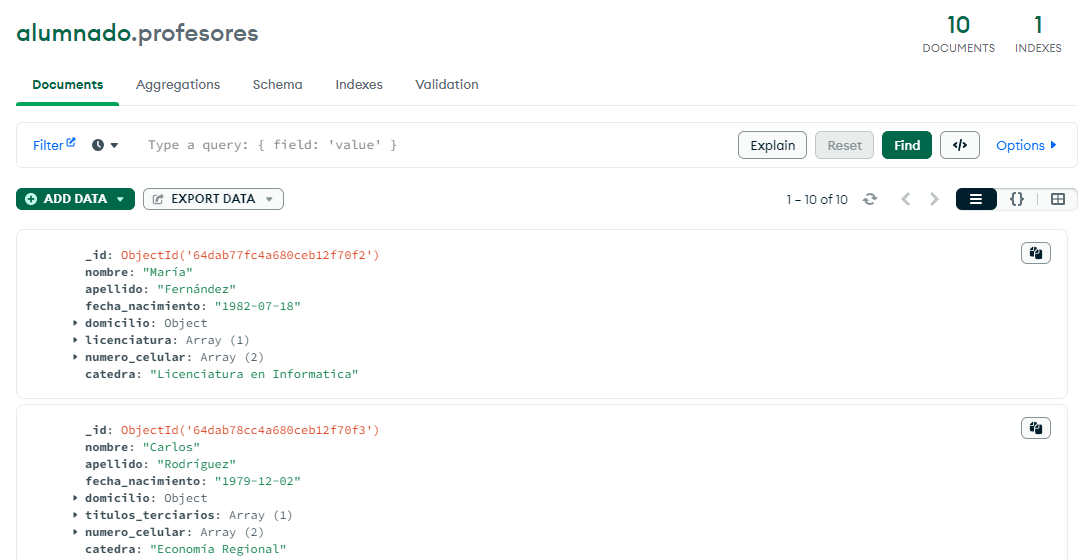 alumnado.profesores
10
DOCUMENTS
1
INDEXES
Documents Aggregations Schema Indexes Validation
Filter Type a query: { field: 'value' } Explain Reset Find </> Options
ADD DATA EXPORT DATA 1 – 10 of 10 {}
_id: ObjectId('64dab77fc4a680ceb12f70f2')
nombre: "María"
apellido: "Fernández"
fecha_nacimiento: "1982-07-18"
domicilio: Object
licenciatura: Array (1)
numero_celular: Array (2)
catedra: "Licenciatura en Informatica"
_id: ObjectId('64dab78cc4a680ceb12f70f3')
nombre: "Carlos"
apellido: "Rodríguez"
fecha_nacimiento: "1979-12-02"
domicilio: Object
titulos_terciarios: Array (1)
numero_celular: Array (2)
catedra: "Economía Regional"